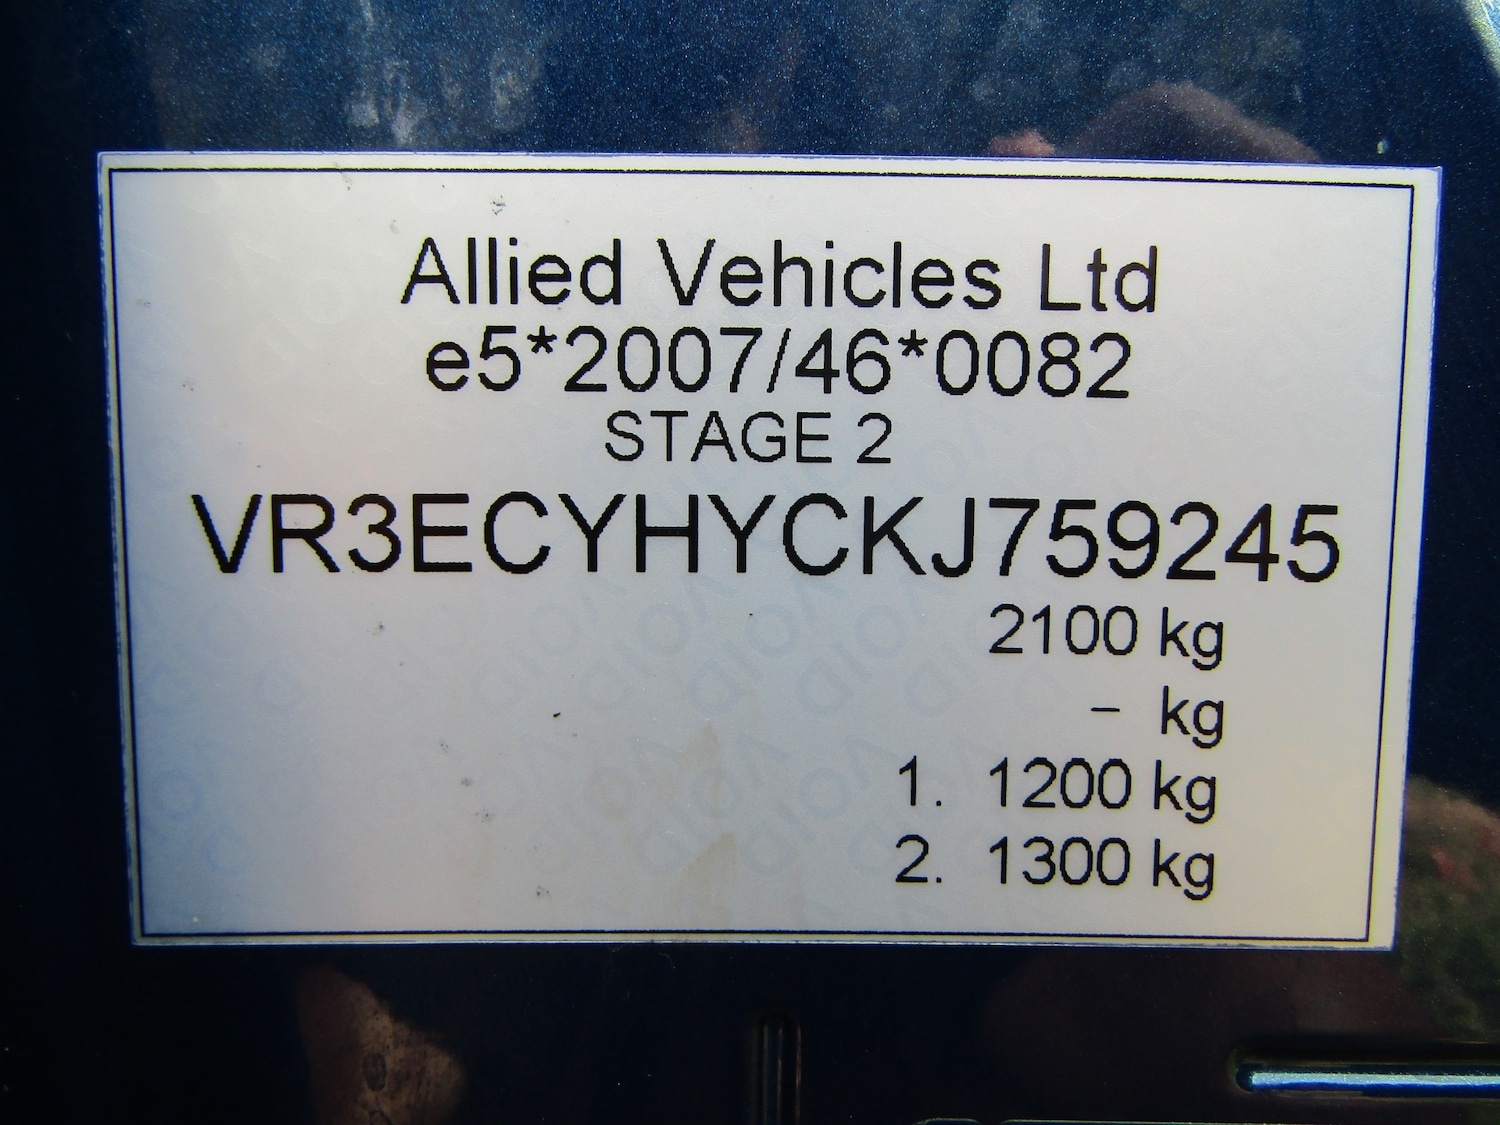 Allied Vehicles Ltd
e5*2007/46*0082
STAGE 2
VR3ECYHYCKJ759245
2100 kg
– kg
1. 1200 kg
2. 1300 kg